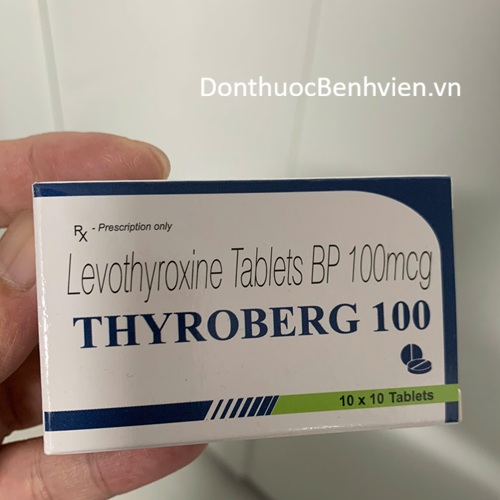 DonthuocBenhvien.vn
Rx - Prescription only
Levothyroxine Tablets BP 100mcg
THYROBERG 100
10 x 10 Tablets